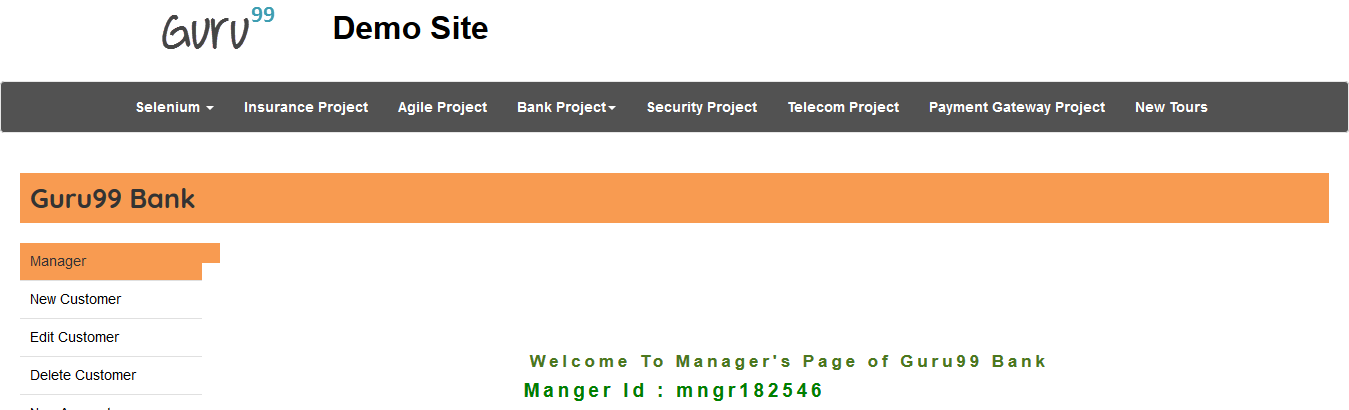 Guru99 Demo Site
Selenium Insurance Project Agile Project Bank Project Security Project Telecom Project Payment Gateway Project New Tours
Guru99 Bank
Manager
New Customer
Edit Customer
Delete Customer
Welcome To Manager's Page of Guru99 Bank
Manger Id : mngr182546